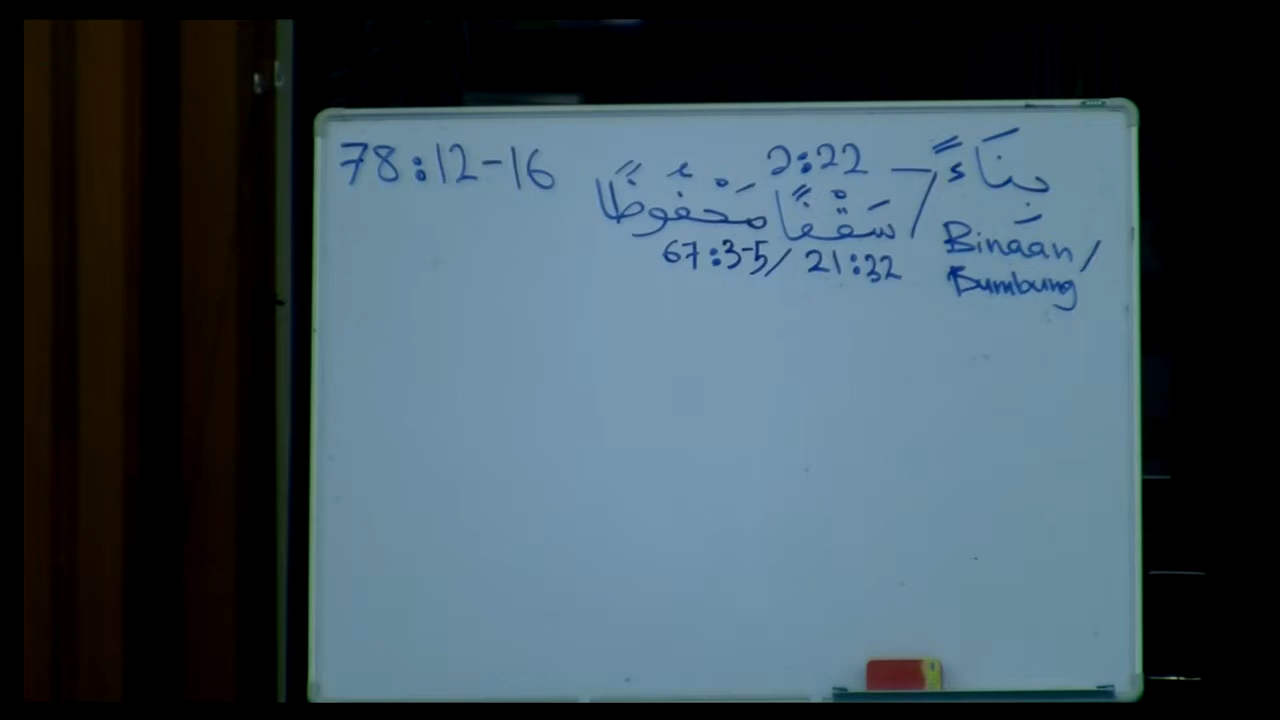 78:12-16
2:22 — بِنَاءً /
سَقْفًا مَحْفُوظًا
67:3-5/ 21:32
Binaan/
Bumbung